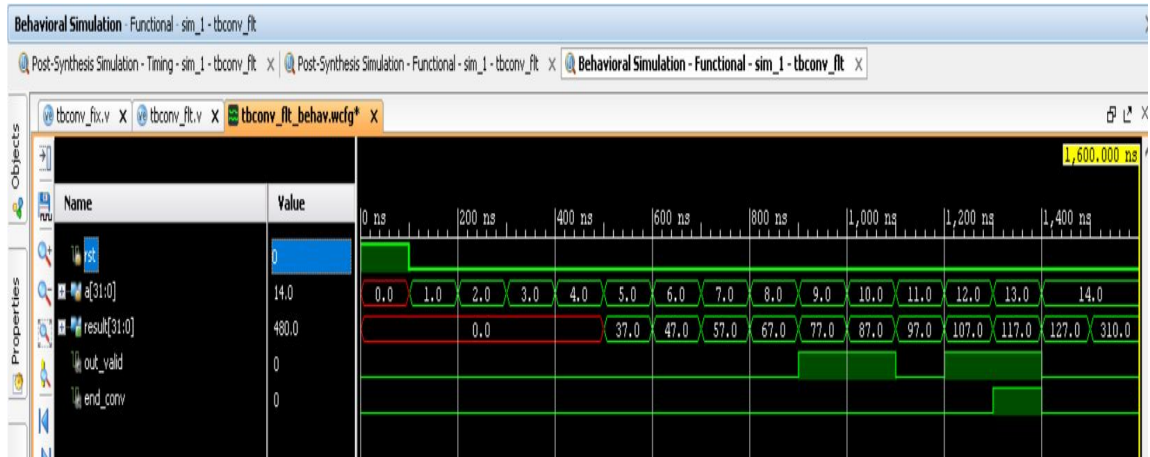 Behavioral Simulation - Functional - sim_1 - tbconv_flt
Post-Synthesis Simulation - Timing - sim_1 - tbconv_flt × Post-Synthesis Simulation - Functional - sim_1 - tbconv_flt × Behavioral Simulation - Functional - sim_1 - tbconv_flt ×
tbconv_fix.v × tbconv_flt.v × tbconv_flt_behav.wcfg* ×
Objects
Properties
1,600.000 ns
Name Value 0 ns 200 ns 400 ns 600 ns 800 ns 1,000 ns 1,200 ns 1,400 ns
rst 0
a[31:0] 14.0 0.0 1.0 2.0 3.0 4.0 5.0 6.0 7.0 8.0 9.0 10.0 11.0 12.0 13.0 14.0
result[31:0] 480.0 0.0 37.0 47.0 57.0 67.0 77.0 87.0 97.0 107.0 117.0 127.0 310.0
out_valid 0
end_conv 0